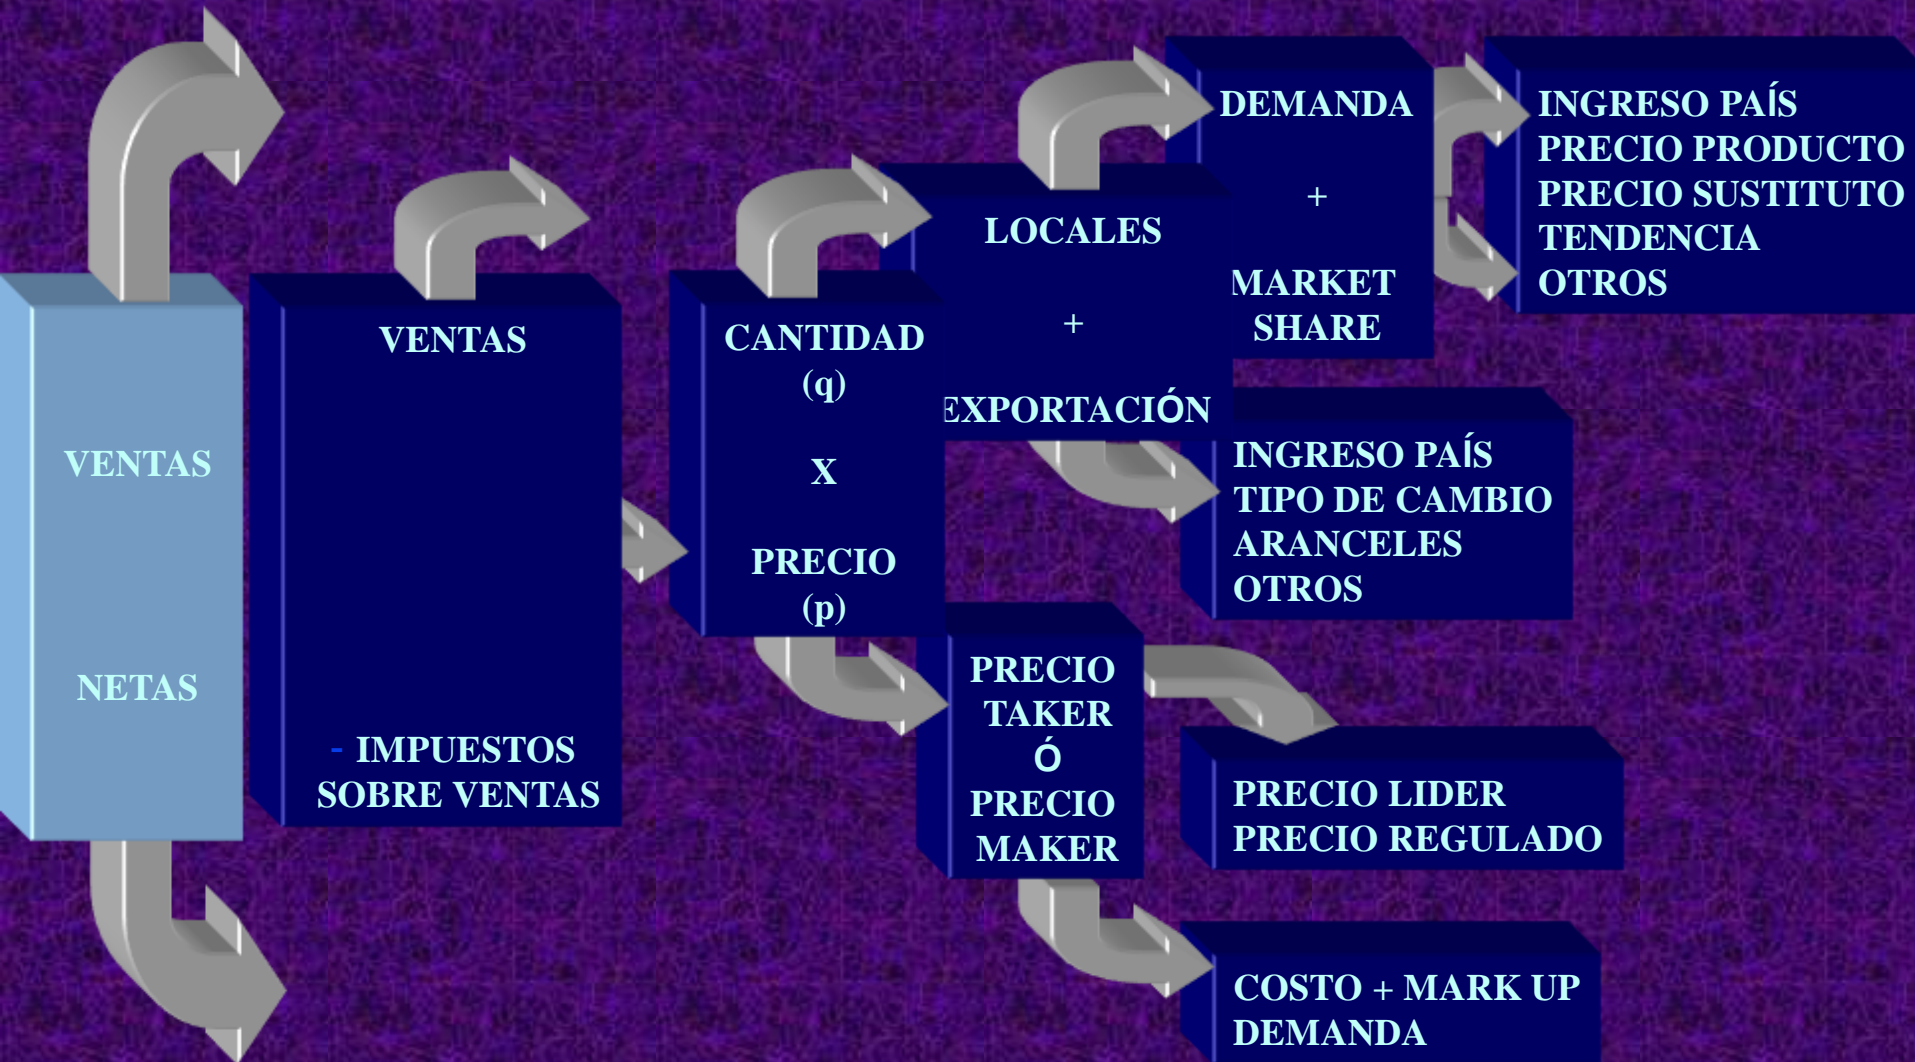 VENTAS
NETAS
VENTAS
- IMPUESTOS
SOBRE VENTAS
CANTIDAD
(q)
X
PRECIO
(p)
LOCALES
+
EXPORTACIÓN
DEMANDA
+
MARKET
SHARE
INGRESO PAÍS
PRECIO PRODUCTO
PRECIO SUSTITUTO
TENDENCIA
OTROS
INGRESO PAÍS
TIPO DE CAMBIO
ARANCELES
OTROS
PRECIO
TAKER
Ó
PRECIO
MAKER
PRECIO LIDER
PRECIO REGULADO
COSTO + MARK UP
DEMANDA